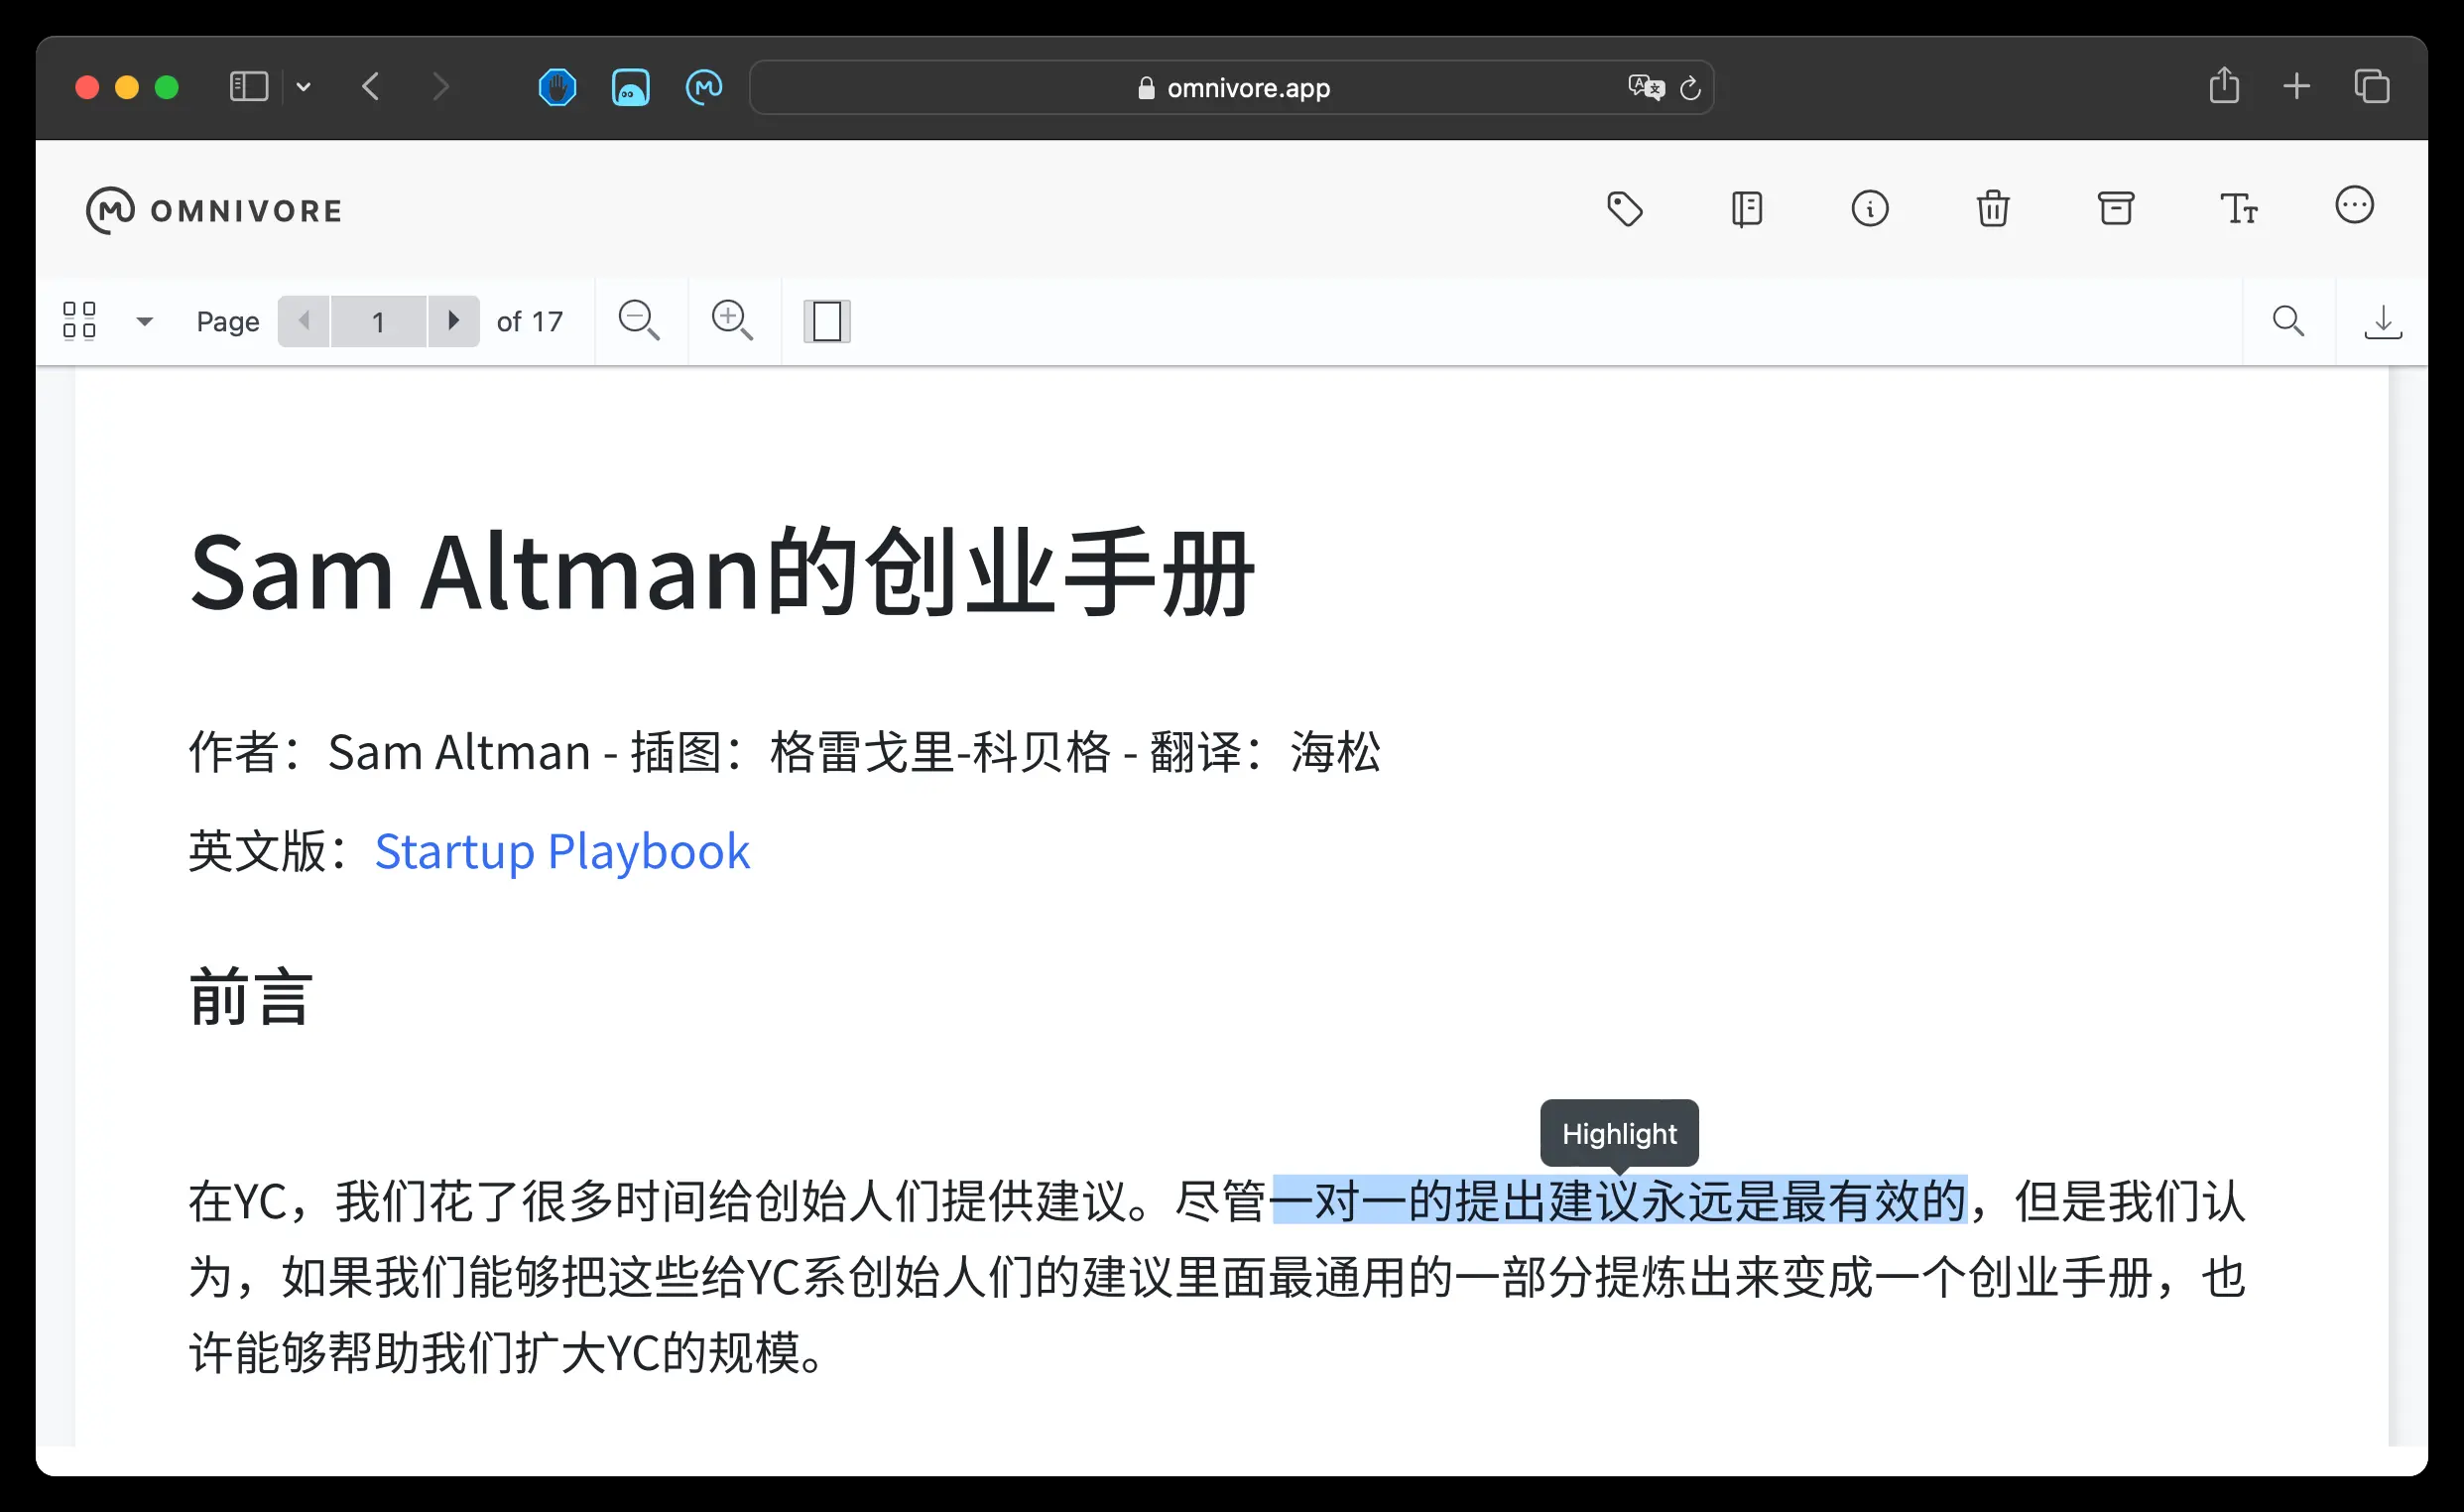 omnivore.app
OMNIVORE
Page 1 of 17
Sam Altman的创业手册
作者：Sam Altman - 插图：格雷戈里-科贝格 - 翻译：海松
英文版：Startup Playbook
前言
Highlight
在YC，我们花了很多时间给创始人们提供建议。尽管一对一的提出建议永远是最有效的，但是我们认
为，如果我们能够把这些给YC系创始人们的建议里面最通用的一部分提炼出来变成一个创业手册，也
许能够帮助我们扩大YC的规模。